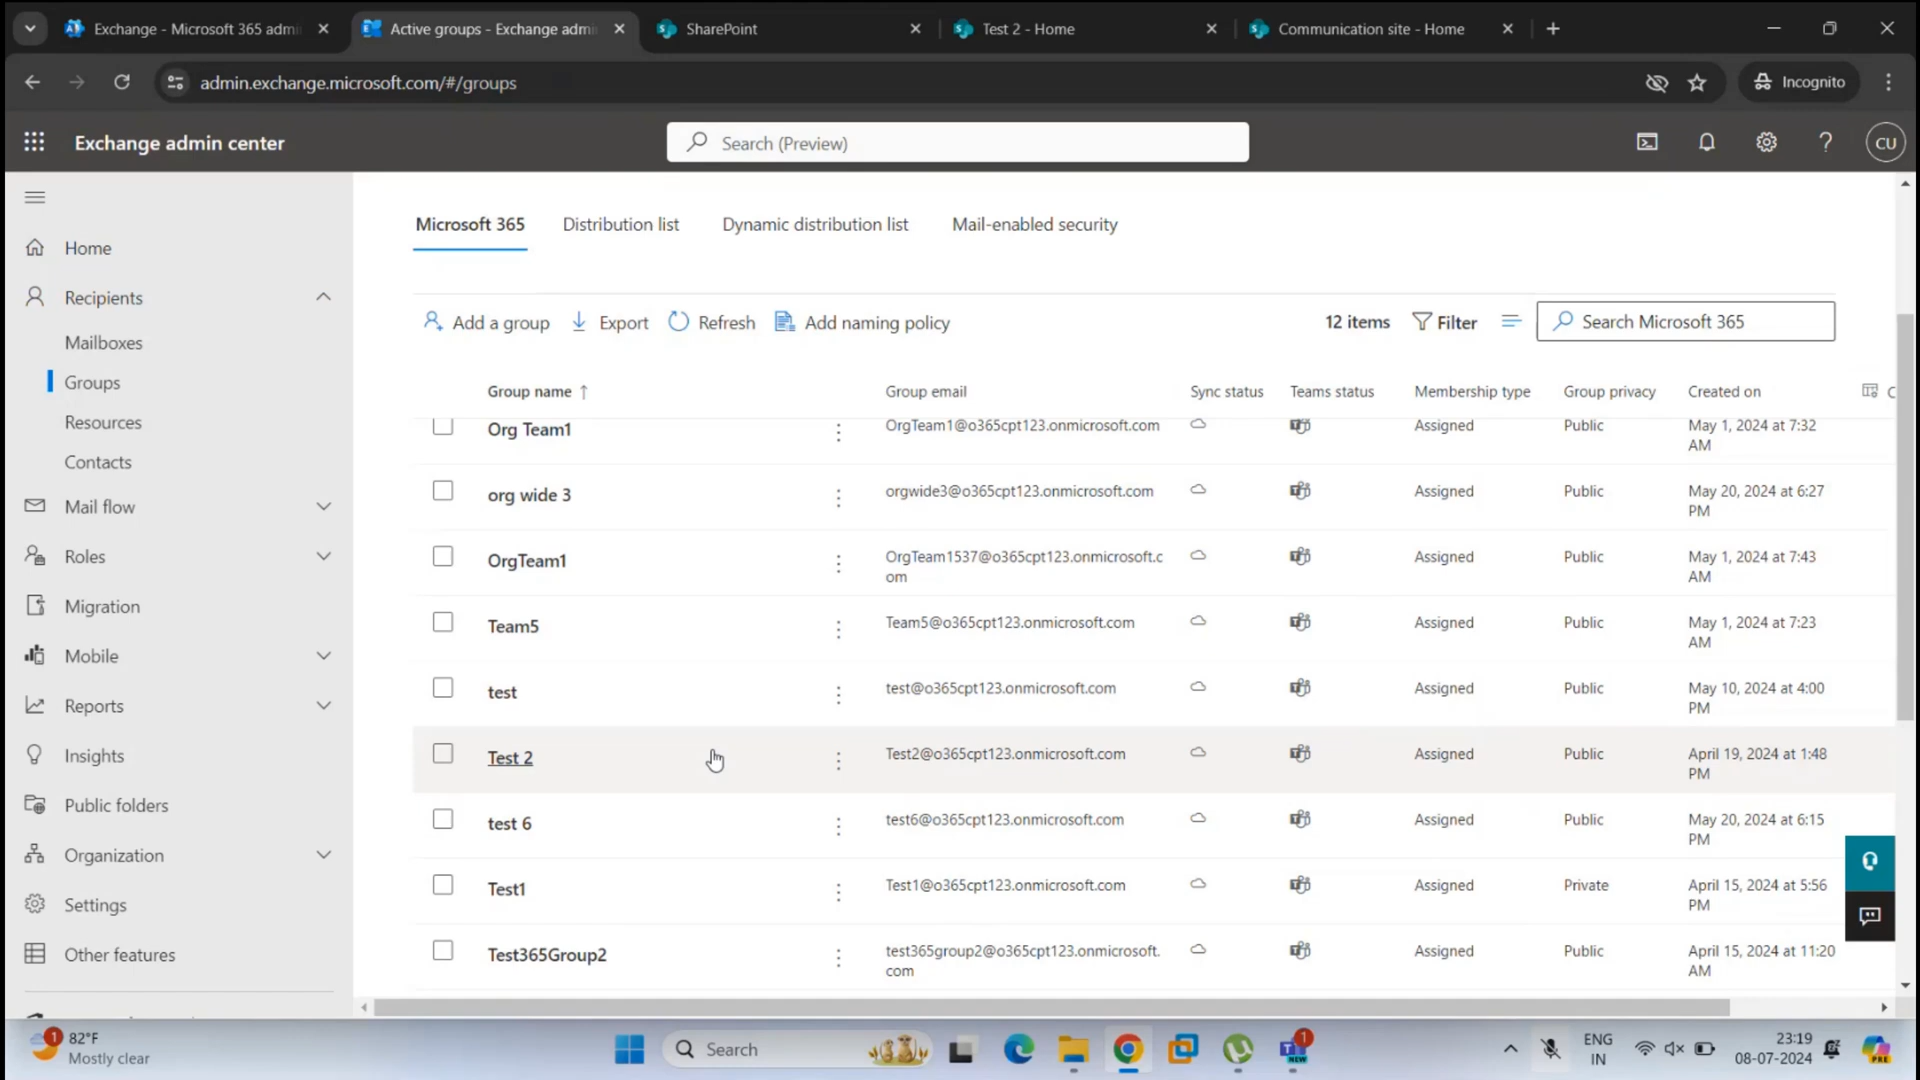 Exchange - Microsoft 365 admi
Active groups - Exchange admi
SharePoint
Test 2 - Home
Communication site - Home
admin.exchange.microsoft.com/#/groups
Incognito
Exchange admin center
Search (Preview)
CU
Home
Recipients
Mailboxes
Groups
Resources
Contacts
Mail flow
Roles
Migration
Mobile
Reports
Insights
Public folders
Organization
Settings
Other features
Microsoft 365 Distribution list Dynamic distribution list Mail-enabled security
Add a group Export Refresh Add naming policy 12 items Filter Search Microsoft 365
Group name ↑ Group email Sync status Teams status Membership type Group privacy Created on C
Org Team1 OrgTeam1@o365cpt123.onmicrosoft.com Assigned Public May 1, 2024 at 7:32
AM
org wide 3 orgwide3@o365cpt123.onmicrosoft.com Assigned Public May 20, 2024 at 6:27
PM
OrgTeam1 OrgTeam1537@o365cpt123.onmicrosoft.c Assigned Public May 1, 2024 at 7:43
om AM
Team5 Team5@o365cpt123.onmicrosoft.com Assigned Public May 1, 2024 at 7:23
AM
test test@o365cpt123.onmicrosoft.com Assigned Public May 10, 2024 at 4:00
PM
Test 2 Test2@o365cpt123.onmicrosoft.com Assigned Public April 19, 2024 at 1:48
PM
test 6 test6@o365cpt123.onmicrosoft.com Assigned Public May 20, 2024 at 6:15
PM
Test1 Test1@o365cpt123.onmicrosoft.com Assigned Private April 15, 2024 at 5:56
PM
Test365Group2 test365group2@o365cpt123.onmicrosoft. Assigned Public April 15, 2024 at 11:20
com AM
1 82°F
Mostly clear
Search
1
NEW
ENG
IN
23:19
08-07-2024
PRE